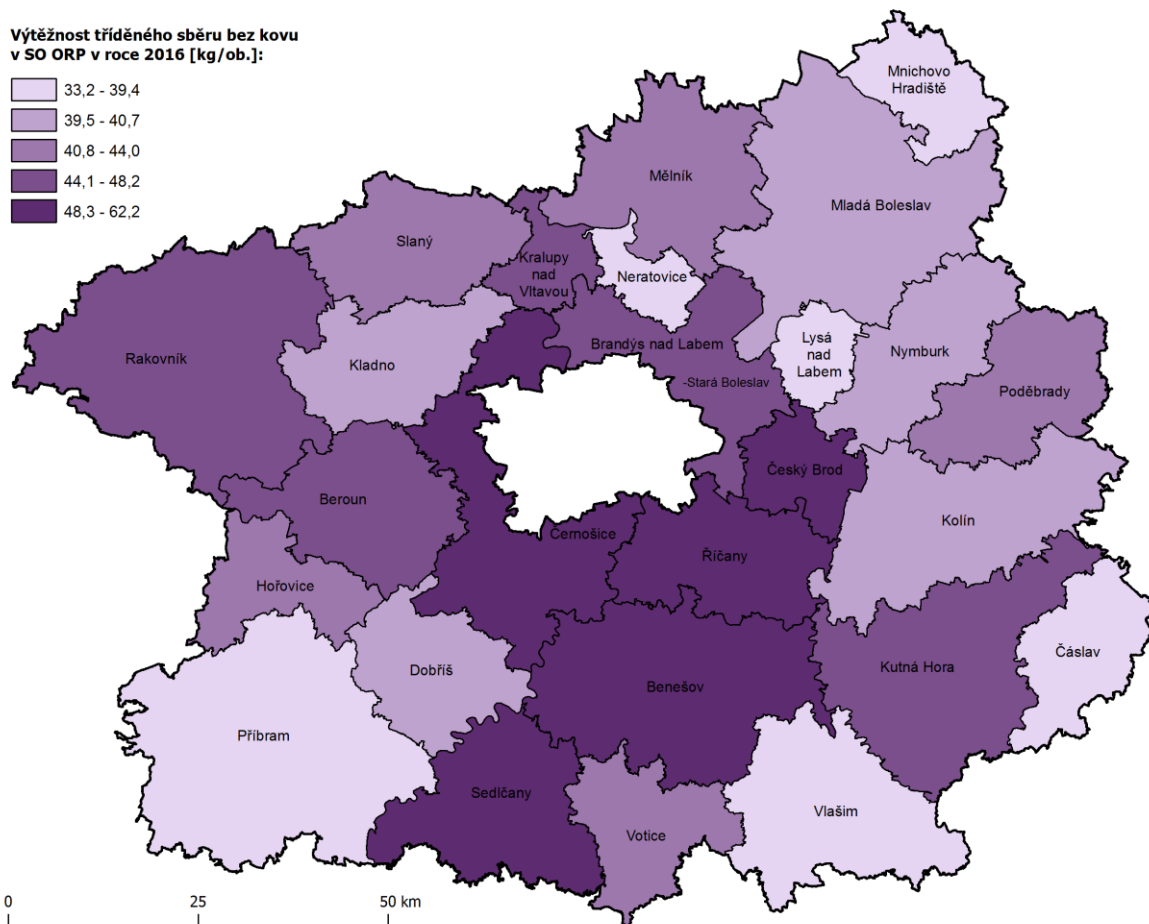 Výtěžnost tříděného sběru bez kovu
v SO ORP v roce 2016 [kg/ob.]:
33,2 - 39,4
39,5 - 40,7
40,8 - 44,0
44,1 - 48,2
48,3 - 62,2
Mnichovo
Hradiště
Mělník
Mladá Boleslav
Slaný
Kralupy
nad
Vltavou
Neratovice
Rakovník
Kladno
Brandýs nad Labem
-Stará Boleslav
Lysá
nad
Labem
Nymburk
Poděbrady
Český Brod
Beroun
Kolín
Černošice
Říčany
Hořovice
Dobříš
Benešov
Kutná Hora
Čáslav
Příbram
Sedlčany
Votice
Vlašim
0 25 50 km